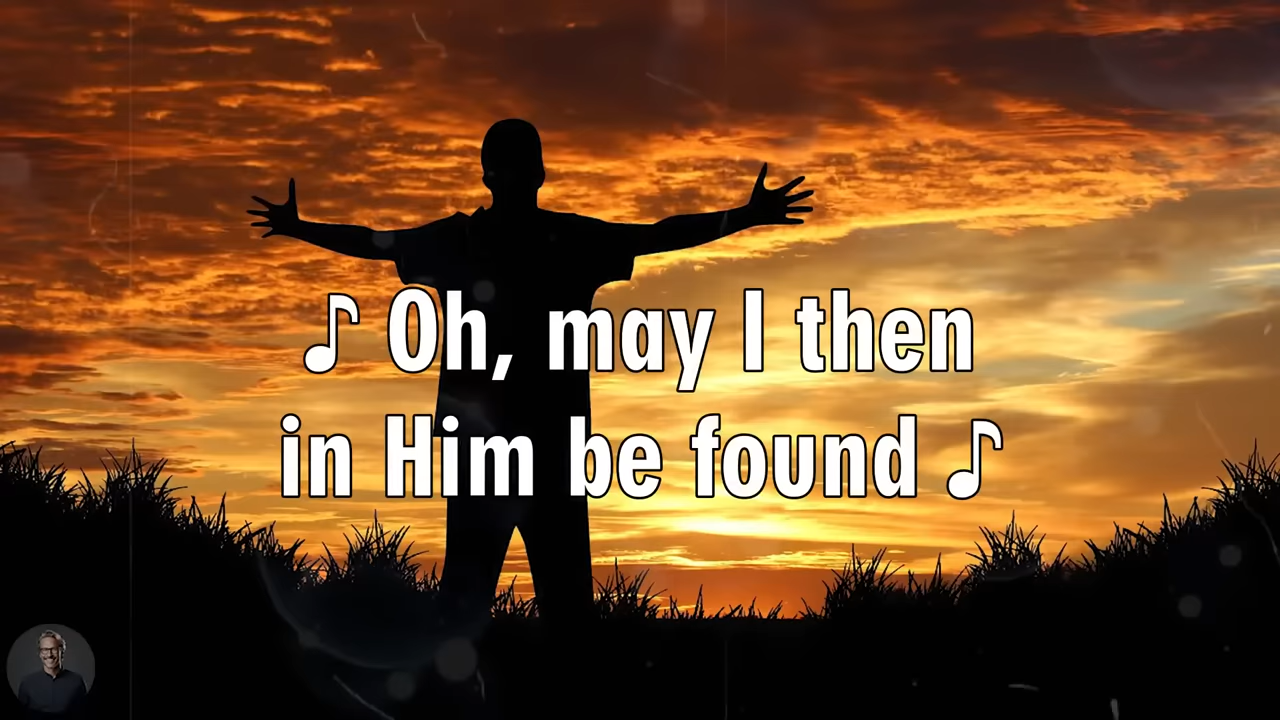 ♪ Oh, may I then
in Him be found ♪